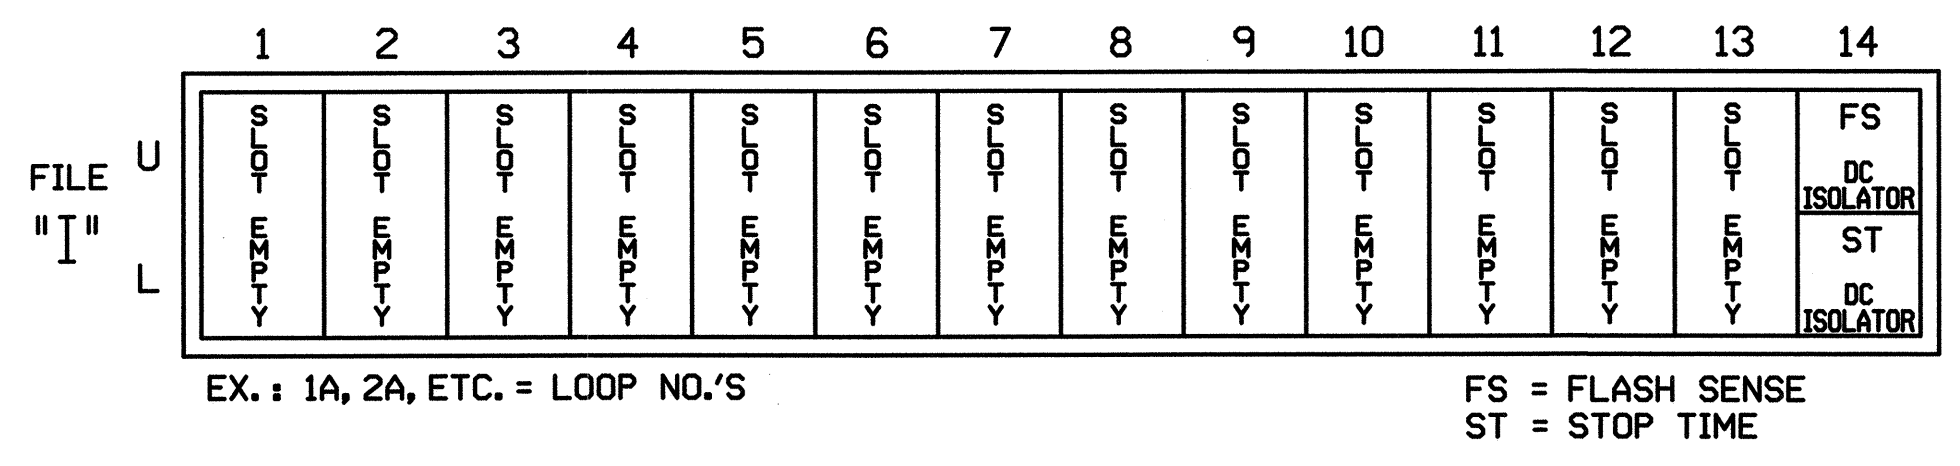 1 2 3 4 5 6 7 8 9 10 11 12 13 14
FILE "I"
U
L
SLOT EMPTY
SLOT EMPTY
SLOT EMPTY
SLOT EMPTY
SLOT EMPTY
SLOT EMPTY
SLOT EMPTY
SLOT EMPTY
SLOT EMPTY
SLOT EMPTY
SLOT EMPTY
SLOT EMPTY
SLOT EMPTY
FS
DC
ISOLATOR
ST
DC
ISOLATOR
EX.: 1A, 2A, ETC. = LOOP NO.'S
FS = FLASH SENSE
ST = STOP TIME